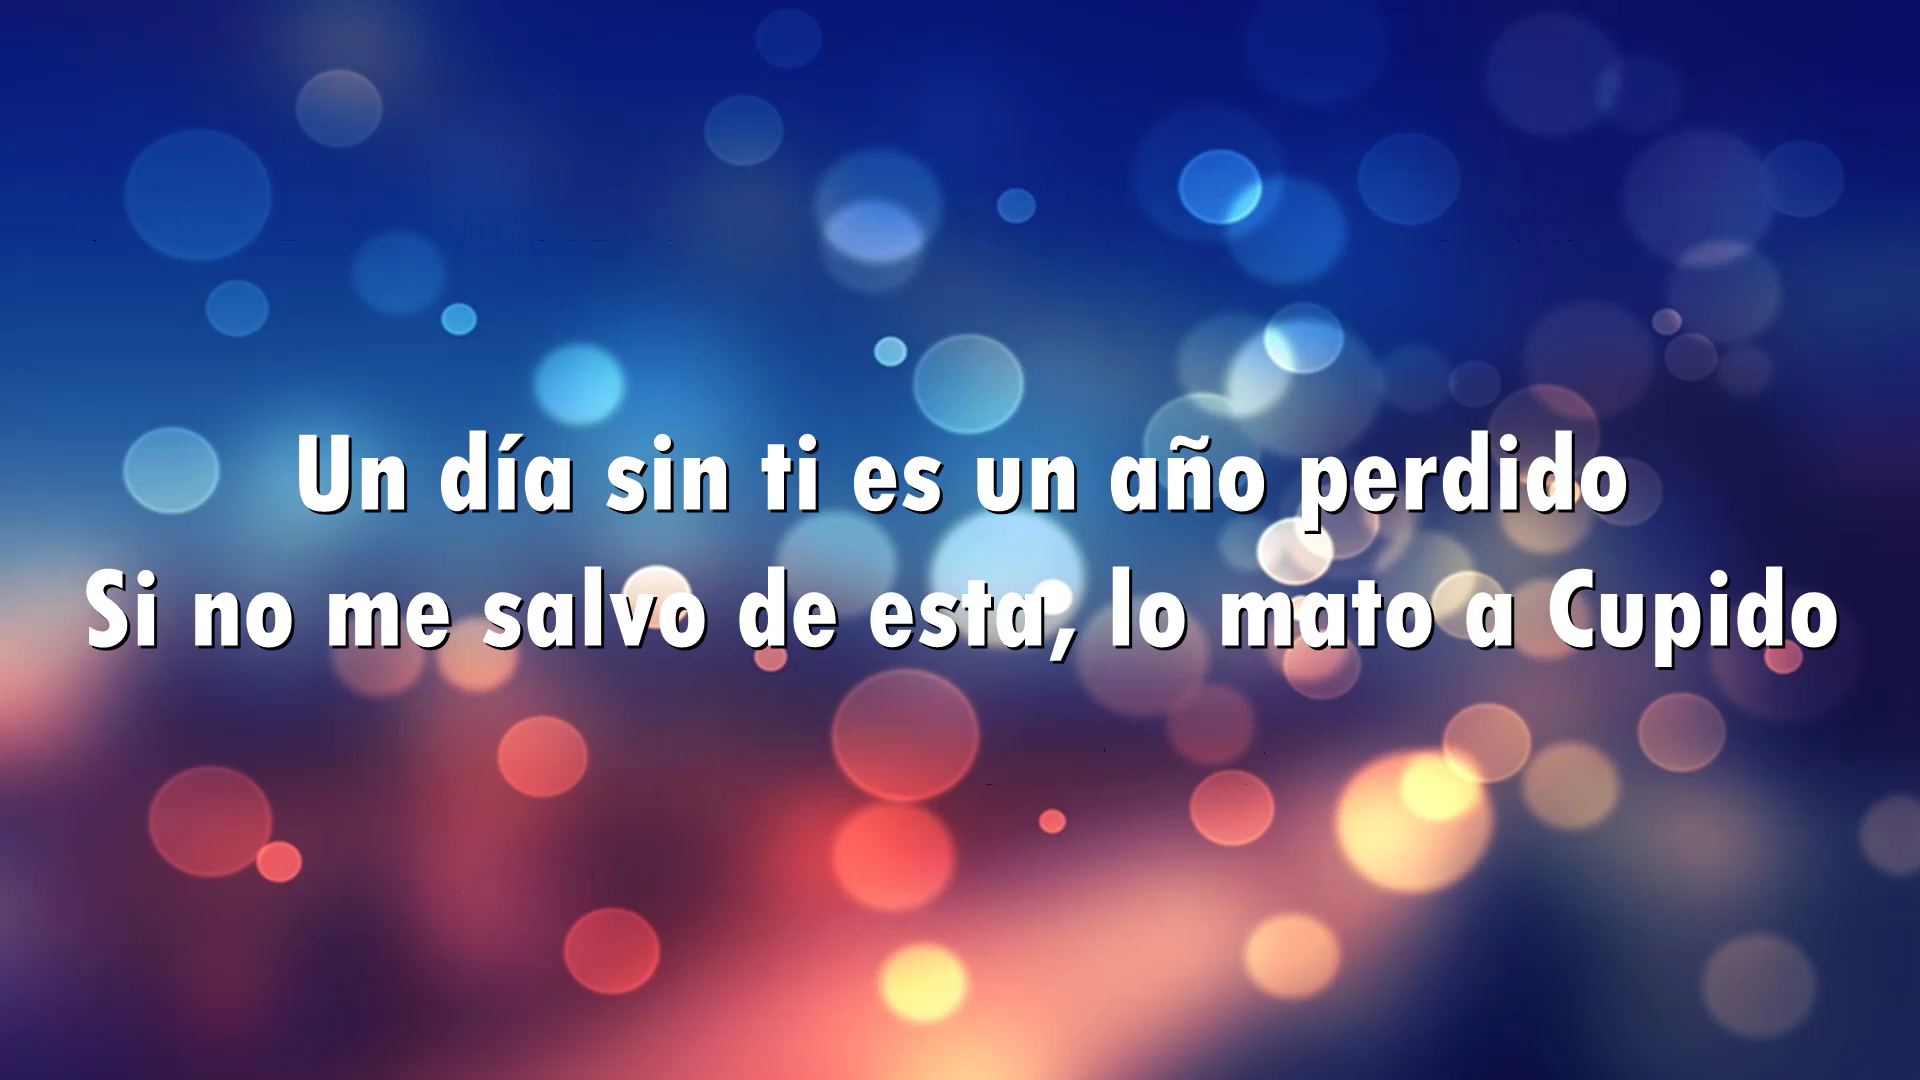 Un día sin ti es un año perdido
Si no me salvo de esta, lo mato a Cupido